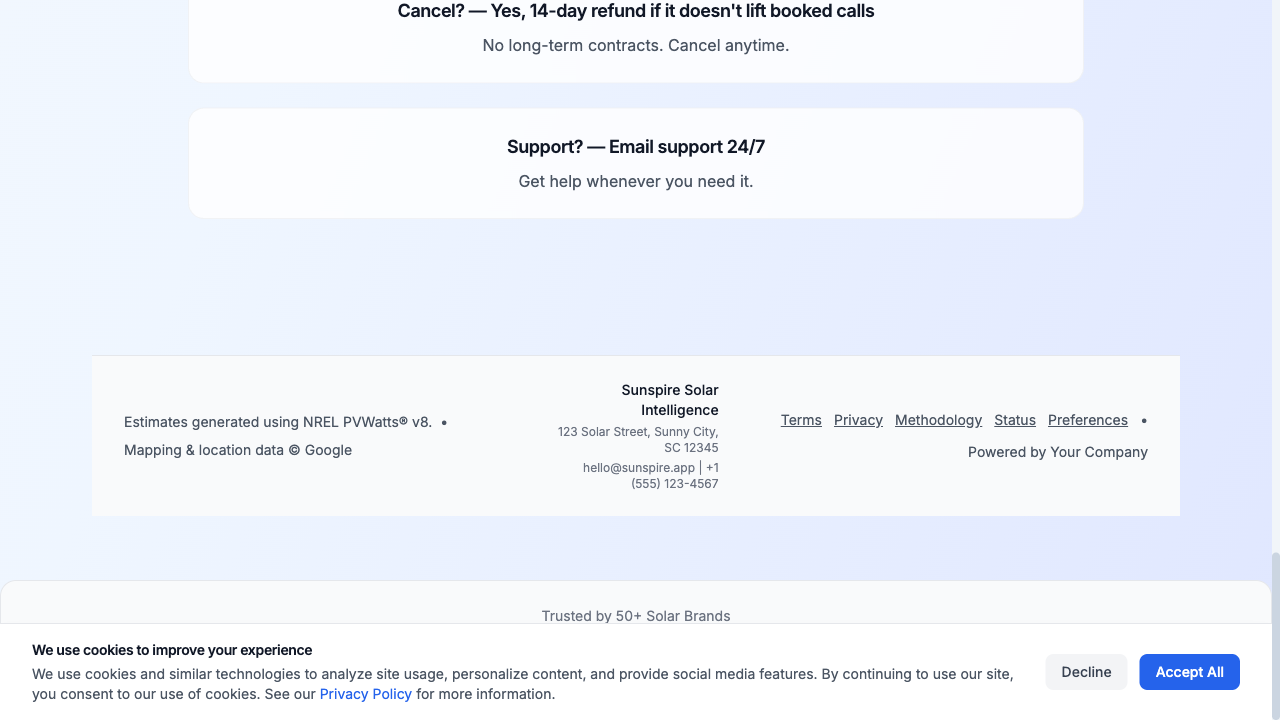 Cancel? — Yes, 14-day refund if it doesn't lift booked calls
No long-term contracts. Cancel anytime.
Support? — Email support 24/7
Get help whenever you need it.
Estimates generated using NREL PVWatts® v8. •
Mapping & location data © Google
Sunspire Solar
Intelligence
123 Solar Street, Sunny City,
SC 12345
hello@sunspire.app | +1
(555) 123-4567
Terms Privacy Methodology Status Preferences •
Powered by Your Company
Trusted by 50+ Solar Brands
We use cookies to improve your experience
We use cookies and similar technologies to analyze site usage, personalize content, and provide social media features. By continuing to use our site,
you consent to our use of cookies. See our Privacy Policy for more information.
Decline
Accept All